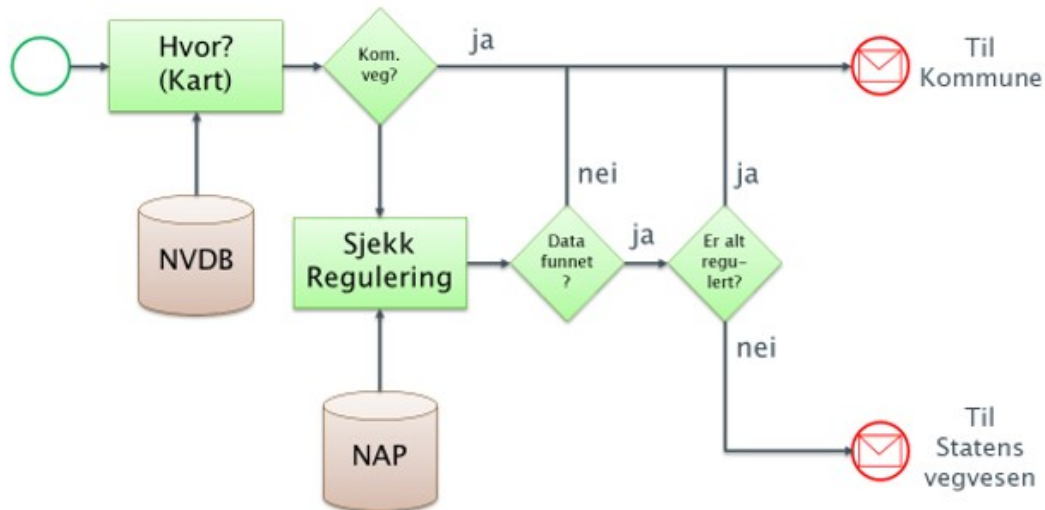 Hvor?
(Kart)
Kom.
veg?
ja
Til
Kommune
NVDB
nei
ja
Sjekk
Regulering
Data
funnet
?
ja
Er alt
regu-
lert?
nei
NAP
Til
Statens
vegvesen